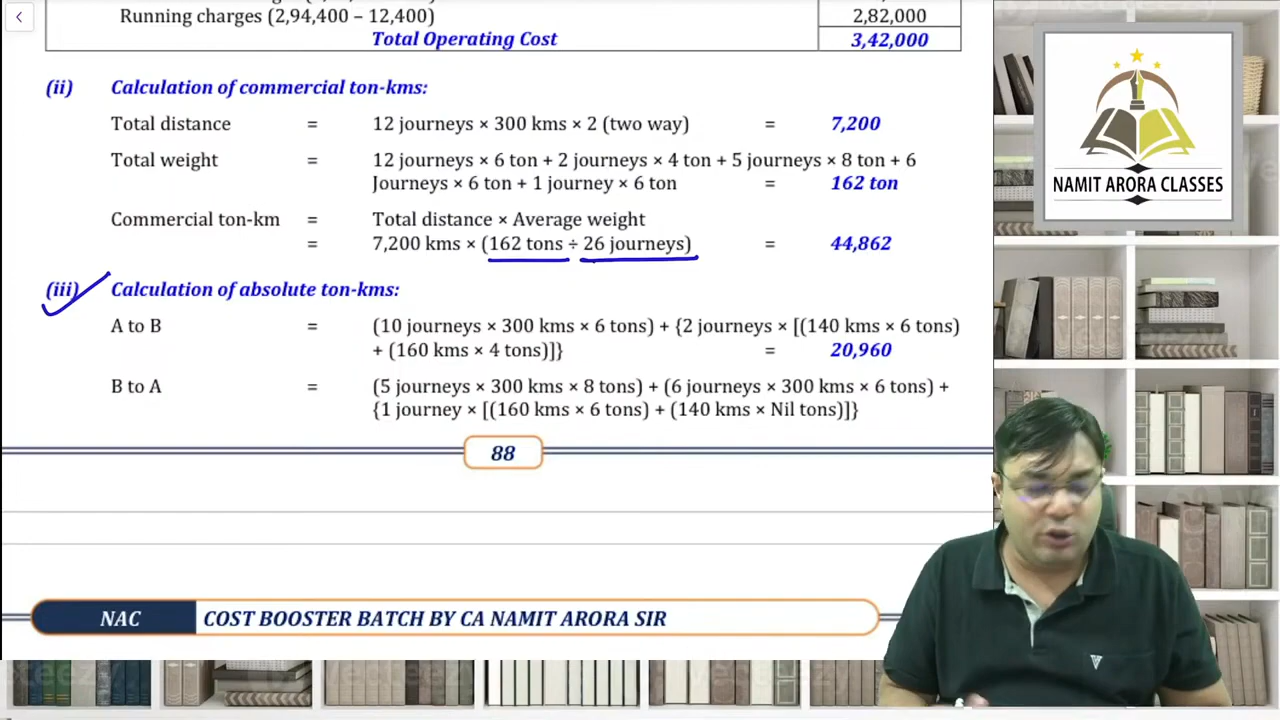 Running charges (2,94,400 – 12,400) 2,82,000
Total Operating Cost 3,42,000
(ii) Calculation of commercial ton-kms:
Total distance = 12 journeys × 300 kms × 2 (two way) = 7,200
Total weight = 12 journeys × 6 ton + 2 journeys × 4 ton + 5 journeys × 8 ton + 6
Journeys × 6 ton + 1 journey × 6 ton = 162 ton
Commercial ton-km = Total distance × Average weight
= 7,200 kms × (162 tons ÷ 26 journeys) = 44,862
(iii) Calculation of absolute ton-kms:
A to B = (10 journeys × 300 kms × 6 tons) + {2 journeys × [(140 kms × 6 tons)
+ (160 kms × 4 tons)]} = 20,960
B to A = (5 journeys × 300 kms × 8 tons) + (6 journeys × 300 kms × 6 tons) +
{1 journey × [(160 kms × 6 tons) + (140 kms × Nil tons)]}
88
NAC COST BOOSTER BATCH BY CA NAMIT ARORA SIR
NAMIT ARORA CLASSES